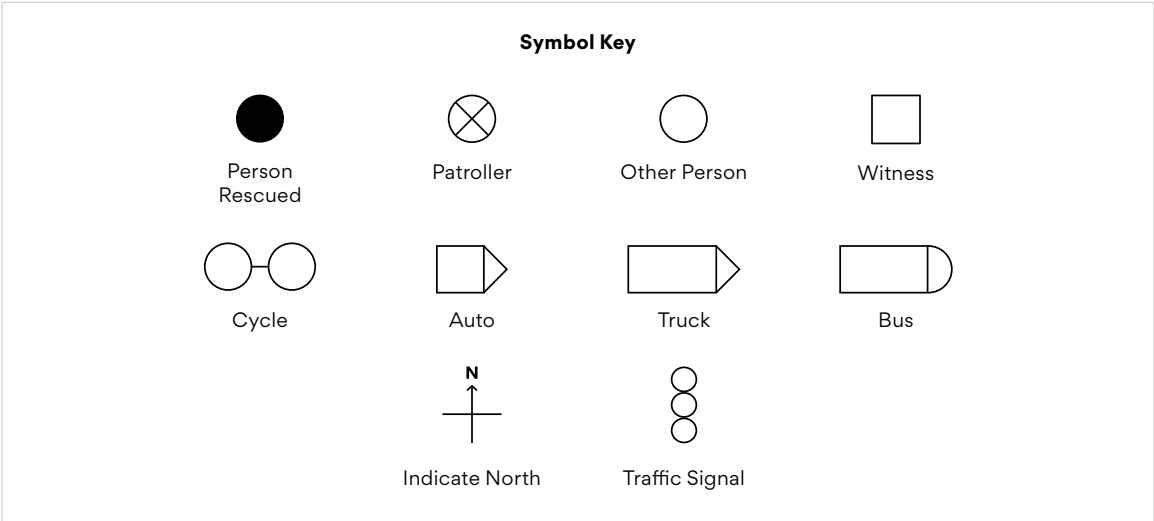 Symbol Key
Person
Rescued
Patroller
Other Person
Witness
Cycle
Auto
Truck
Bus
N
Indicate North
Traffic Signal